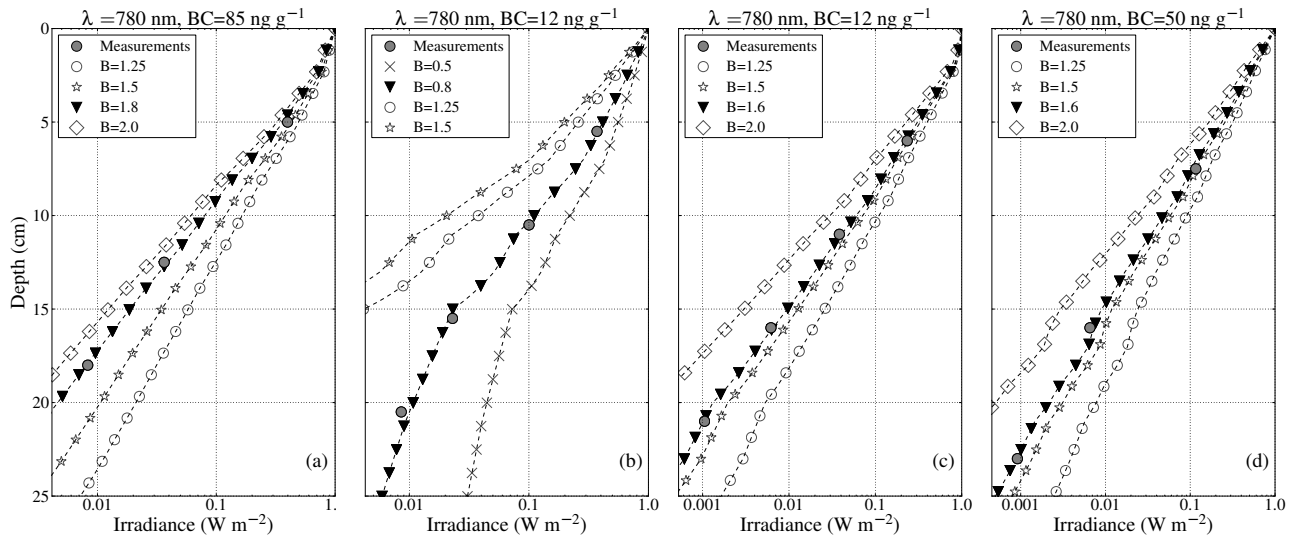 λ =780 nm, BC=85 ng g⁻¹
λ =780 nm, BC=12 ng g⁻¹
λ =780 nm, BC=12 ng g⁻¹
λ =780 nm, BC=50 ng g⁻¹
Depth (cm)
0
5
10
15
20
25
Measurements
B=1.25
B=1.5
B=1.8
B=2.0
(a)
0.01
0.1
1.0
Irradiance (W m⁻²)
Measurements
B=0.5
B=0.8
B=1.25
B=1.5
(b)
0.01
0.1
1.0
Irradiance (W m⁻²)
Measurements
B=1.25
B=1.5
B=1.6
B=2.0
(c)
0.001
0.01
0.1
1.0
Irradiance (W m⁻²)
Measurements
B=1.25
B=1.5
B=1.6
B=2.0
(d)
0.001
0.01
0.1
1.0
Irradiance (W m⁻²)